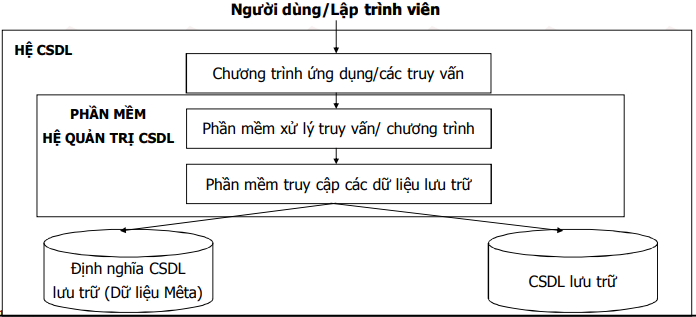 Người dùng/Lập trình viên
HỆ CSDL
Chương trình ứng dụng/các truy vấn
PHẦN MỀM
HỆ QUẢN TRỊ CSDL
Phần mềm xử lý truy vấn/ chương trình
Phần mềm truy cập các dữ liệu lưu trữ
Định nghĩa CSDL
lưu trữ (Dữ liệu Mêta)
CSDL lưu trữ